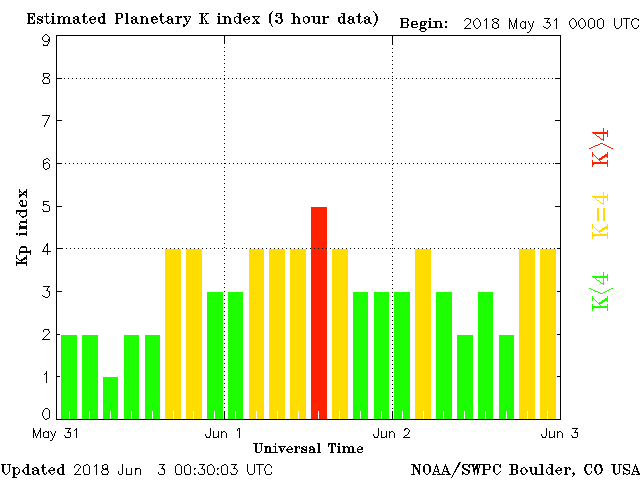 Estimated Planetary K index (3 hour data)
Begin: 2018 May 31 0000 UTC
9
8
7
6
5
4
3
2
1
0
Kp index
K>4
K=4
K<4
May 31
Jun 1
Jun 2
Jun 3
Universal Time
Updated 2018 Jun 3 00:30:03 UTC
NOAA/SWPC Boulder, CO USA